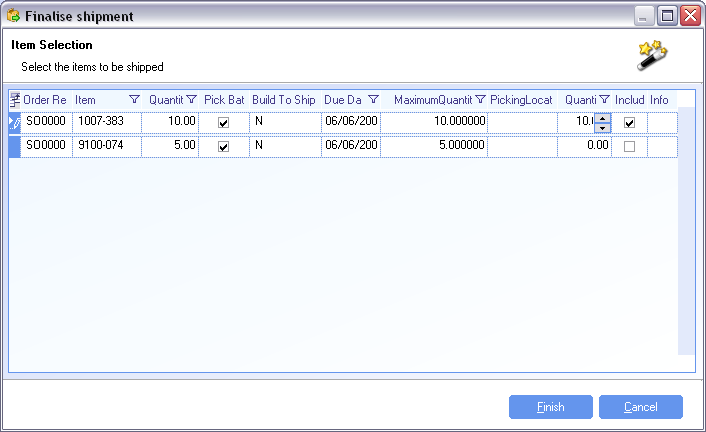 Finalise shipment
Item Selection
Select the items to be shipped
Order Re Item Quantit Pick Bat Build To Ship Due Da MaximumQuantit PickingLocat Quanti Includ Info
SO0000 1007-383 10.00 N 06/06/200 10.000000 10.
SO0000 9100-074 5.00 N 06/06/200 5.000000 0.00
Finish Cancel